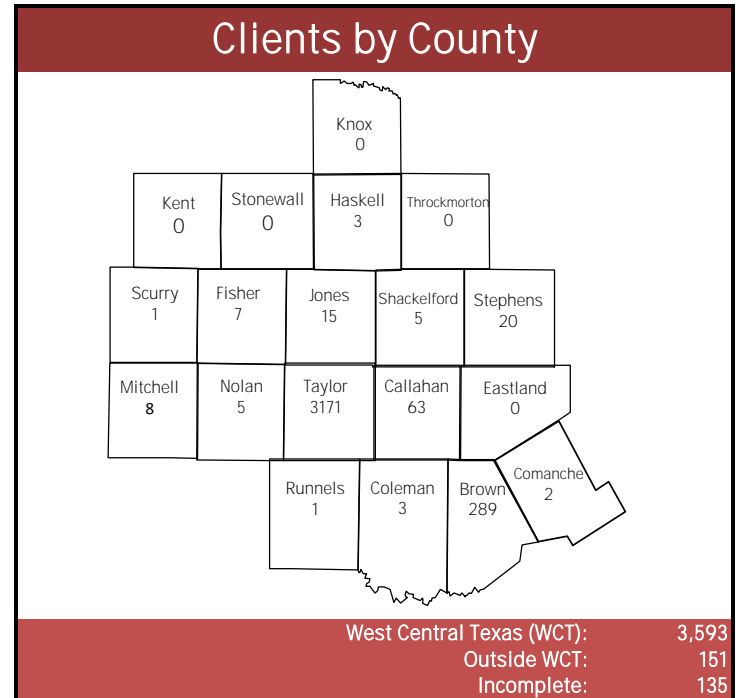 Clients by County
Knox
0
Kent
0
Stonewall
0
Haskell
3
Throckmorton
0
Scurry
1
Fisher
7
Jones
15
Shackelford
5
Stephens
20
Mitchell
8
Nolan
5
Taylor
3171
Callahan
63
Eastland
0
Runnels
1
Coleman
3
Brown
289
Comanche
2
West Central Texas (WCT): 3,593
Outside WCT: 151
Incomplete: 135